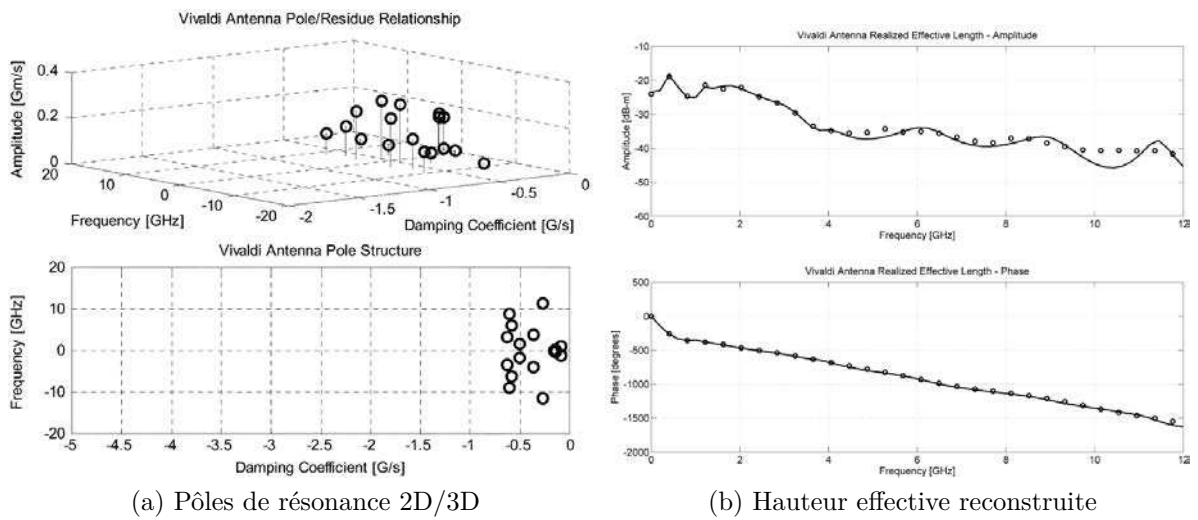 Vivaldi Antenna Pole/Residue Relationship
Amplitude [Gm/s]
0.4
0.2
0
20
10
0
-10
-20
Frequency [GHz]
-2
-1.5
-1
-0.5
0
Damping Coefficient [G/s]
Vivaldi Antenna Pole Structure
Frequency [GHz]
20
10
0
-10
-20
-5 -4.5 -4 -3.5 -3 -2.5 -2 -1.5 -1 -0.5 0
Damping Coefficient [G/s]
(a) Pôles de résonance 2D/3D
Vivaldi Antenna Realized Effective Length - Amplitude
Amplitude [dB-m]
-10
-20
-30
-40
-50
-60
0 2 4 6 8 10 12
Frequency [GHz]
Vivaldi Antenna Realized Effective Length - Phase
Phase [degrees]
500
0
-500
-1000
-1500
-2000
0 2 4 6 8 10 12
Frequency [GHz]
(b) Hauteur effective reconstruite